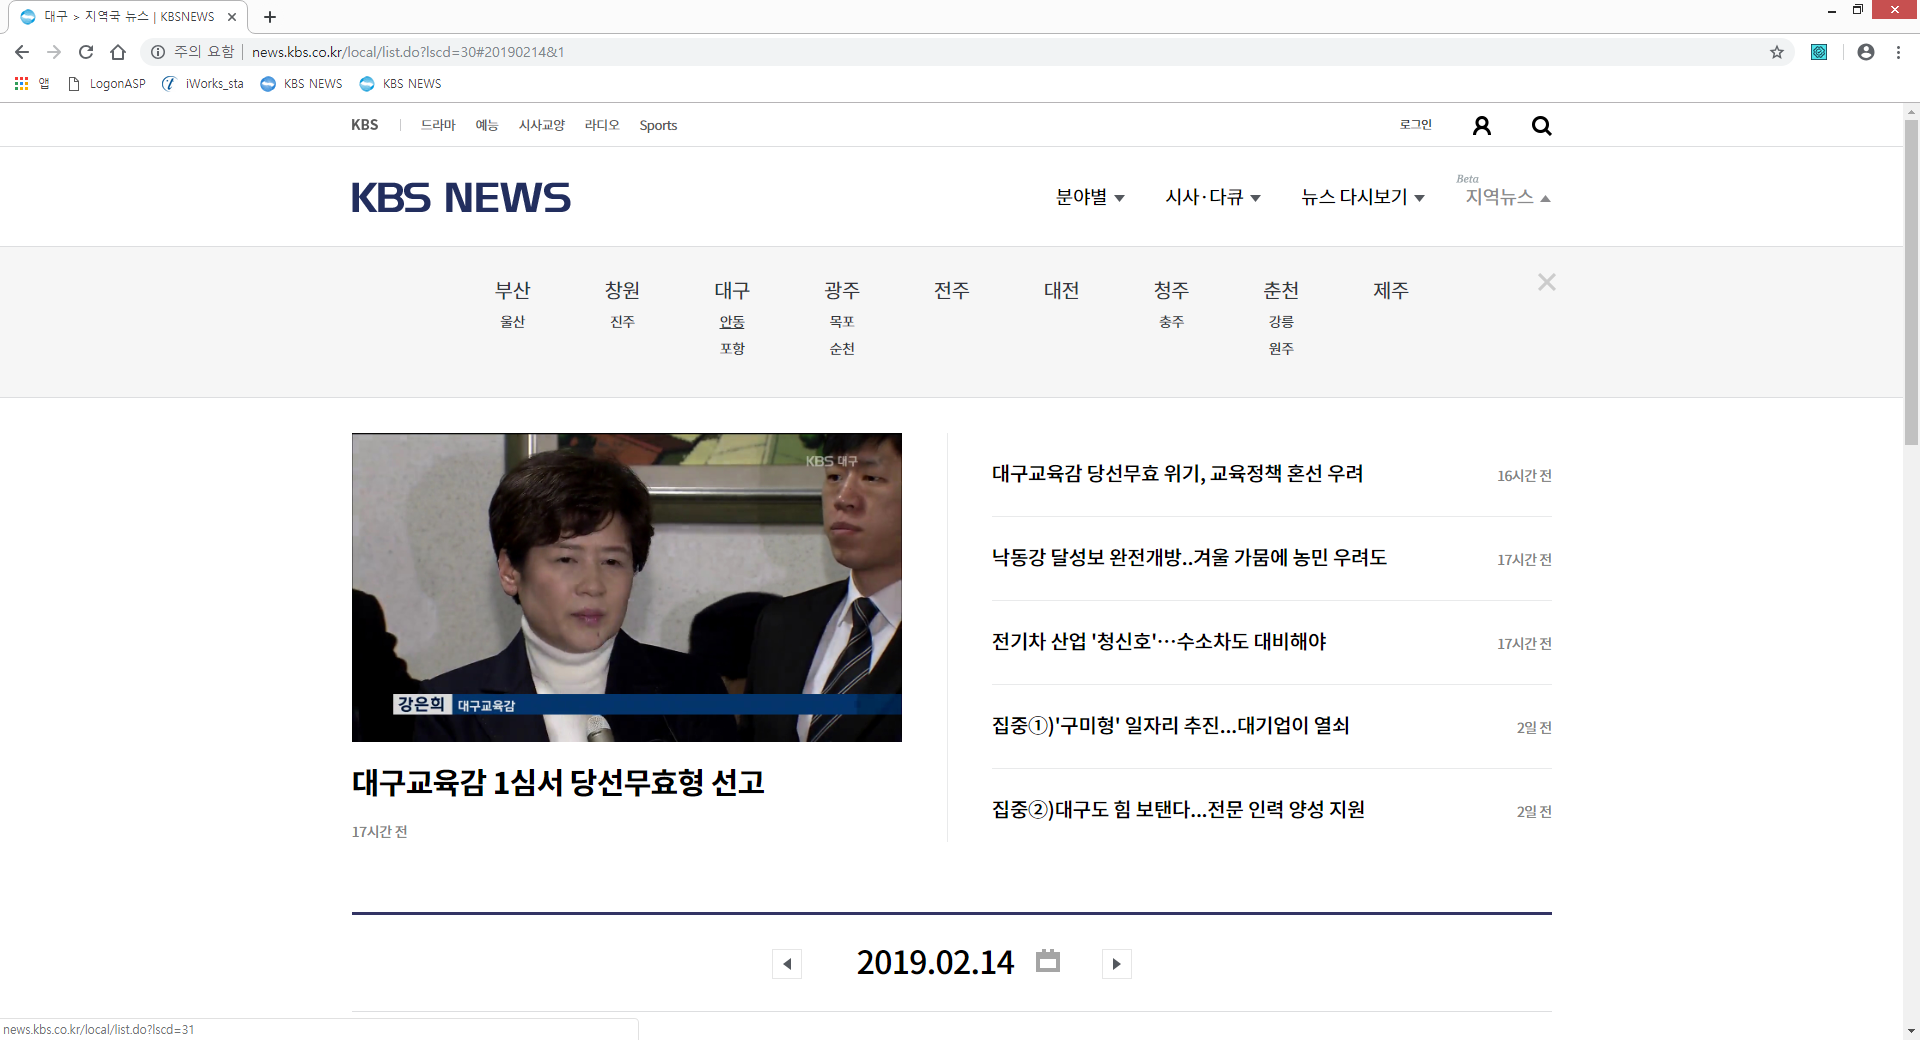 대구 > 지역국 뉴스 | KBSNEWS
주의 요함 | news.kbs.co.kr/local/list.do?lscd=30#20190214&1
앱 LogonASP iWorks_sta KBS NEWS KBS NEWS
KBS | 드라마 예능 시사교양 라디오 Sports 로그인
KBS NEWS
분야별 시사·다큐 뉴스 다시보기 Beta 지역뉴스
부산 창원 대구 광주 전주 대전 청주 춘천 제주
울산 진주 안동 목포 충주 강릉
포항 순천 원주
KBS 대구
강은희 대구교육감
대구교육감 1심서 당선무효형 선고
17시간 전
대구교육감 당선무효 위기, 교육정책 혼선 우려 16시간 전
낙동강 달성보 완전개방..겨울 가뭄에 농민 우려도 17시간 전
전기차 산업 '청신호'…수소차도 대비해야 17시간 전
집중①)'구미형' 일자리 추진...대기업이 열쇠 2일 전
집중②)대구도 힘 보탠다...전문 인력 양성 지원 2일 전
2019.02.14
news.kbs.co.kr/local/list.do?lscd=31